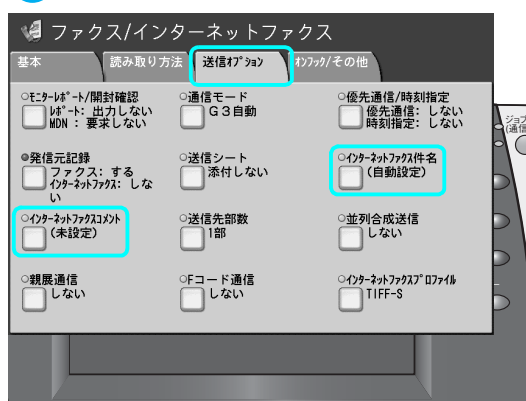 ファクス/インターネットファクス
基本 読み取り方法 送信ｵﾌﾟｼｮﾝ ｵﾝﾌｯｸ/その他
○ﾓﾆﾀｰﾚﾎﾟｰﾄ/開封確認
ﾚﾎﾟｰﾄ: 出力しない
MDN : 要求しない
○通信モード
G3自動
○優先通信/時刻指定
優先通信: しない
時刻指定: しない
●発信元記録
ファクス: する
ｲﾝﾀｰﾈｯﾄﾌｧｸｽ: しな
い
○送信シート
添付しない
○ｲﾝﾀｰﾈｯﾄﾌｧｸｽ件名
(自動設定)
○ｲﾝﾀｰﾈｯﾄﾌｧｸｽｺﾒﾝﾄ
(未設定)
○送信先部数
1部
○並列合成送信
しない
○親展通信
しない
○Fコード通信
しない
○ｲﾝﾀｰﾈｯﾄﾌｧｸｽﾌﾟﾛﾌｧｲﾙ
TIFF-S
ジョブ
(通信